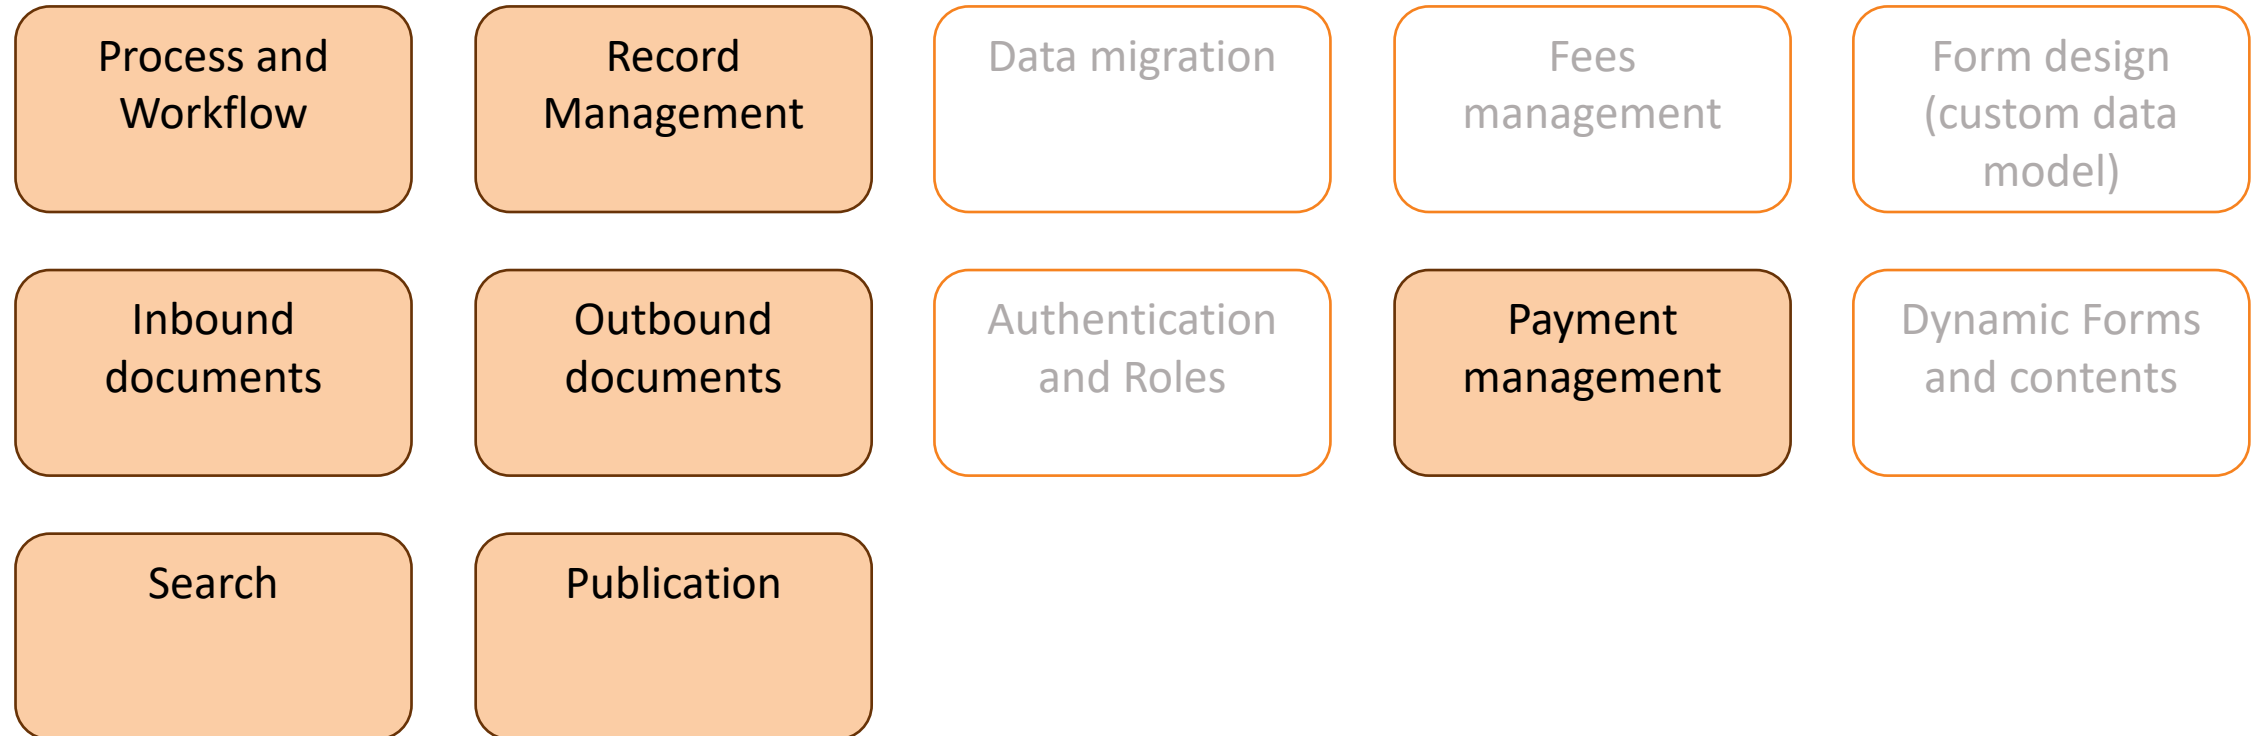 Process and
Workflow
Record
Management
Data migration
Fees
management
Form design
(custom data
model)
Inbound
documents
Outbound
documents
Authentication
and Roles
Payment
management
Dynamic Forms
and contents
Search
Publication